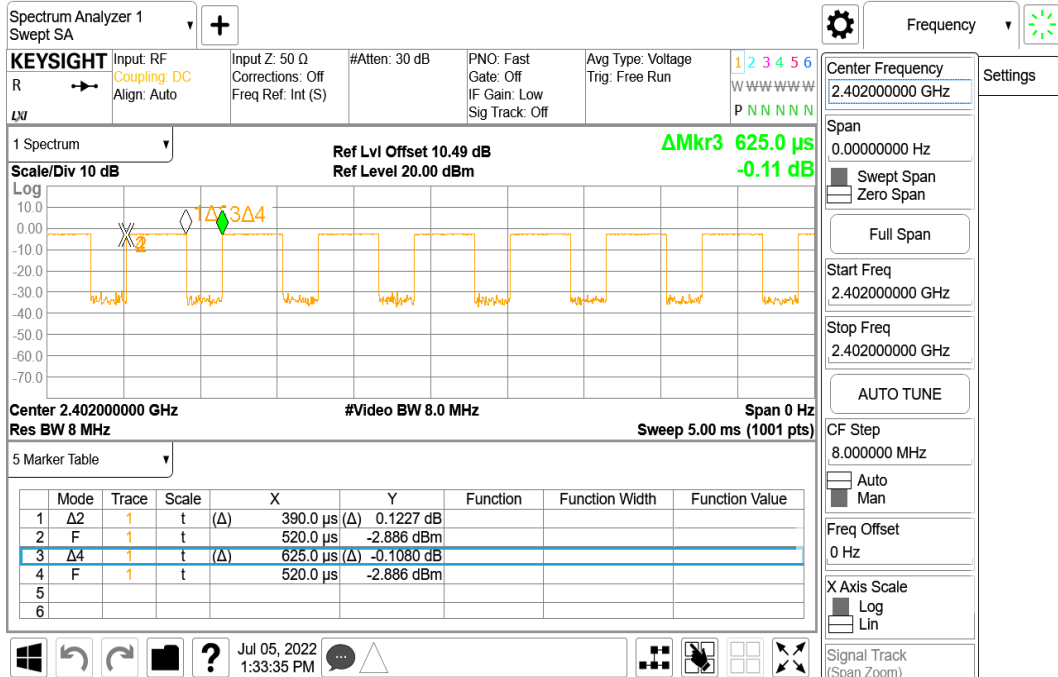 Spectrum Analyzer 1
Swept SA
+
Frequency
KEYSIGHT Input: RF Input Z: 50 Ω #Atten: 30 dB PNO: Fast Avg Type: Voltage 1 2 3 4 5 6
Coupling: DC Corrections: Off Gate: Off Trig: Free Run
R Align: Auto Freq Ref: Int (S) IF Gain: Low W W W W W W
LXI Sig Track: Off P N N N N N
Settings
Center Frequency
2.402000000 GHz
Span
0.00000000 Hz
Swept Span
Zero Span
Full Span
Start Freq
2.402000000 GHz
Stop Freq
2.402000000 GHz
AUTO TUNE
CF Step
8.000000 MHz
Auto
Man
Freq Offset
0 Hz
X Axis Scale
Log
Lin
Signal Track
(Span Zoom)
1 Spectrum
Scale/Div 10 dB
Ref Lvl Offset 10.49 dB
Ref Level 20.00 dBm
ΔMkr3 625.0 µs
-0.11 dB
Log
10.0
0.00
-10.0
-20.0
-30.0
-40.0
-50.0
-60.0
-70.0
3Δ4
2
Center 2.402000000 GHz #Video BW 8.0 MHz Span 0 Hz
Res BW 8 MHz Sweep 5.00 ms (1001 pts)
5 Marker Table
Mode Trace Scale X Y Function Function Width Function Value
1 Δ2 1 t (Δ) 390.0 µs (Δ) 0.1227 dB
2 F 1 t 520.0 µs -2.886 dBm
3 Δ4 1 t (Δ) 625.0 µs (Δ) -0.1080 dB
4 F 1 t 520.0 µs -2.886 dBm
5
6
?
Jul 05, 2022
1:33:35 PM